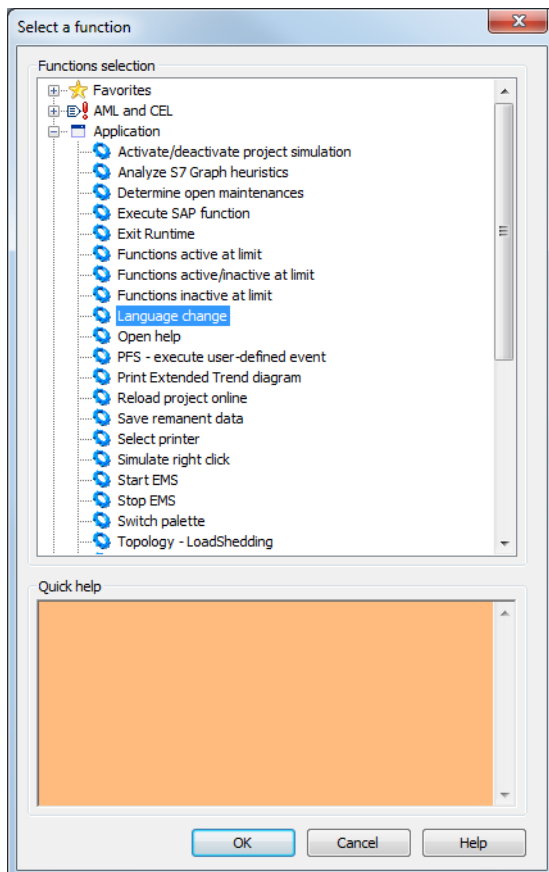 Select a function
Functions selection
Favorites
AML and CEL
Application
Activate/deactivate project simulation
Analyze S7 Graph heuristics
Determine open maintenances
Execute SAP function
Exit Runtime
Functions active at limit
Functions active/inactive at limit
Functions inactive at limit
Language change
Open help
PFS - execute user-defined event
Print Extended Trend diagram
Reload project online
Save remanent data
Select printer
Simulate right click
Start EMS
Stop EMS
Switch palette
Topology - LoadShedding
Quick help
OK Cancel Help